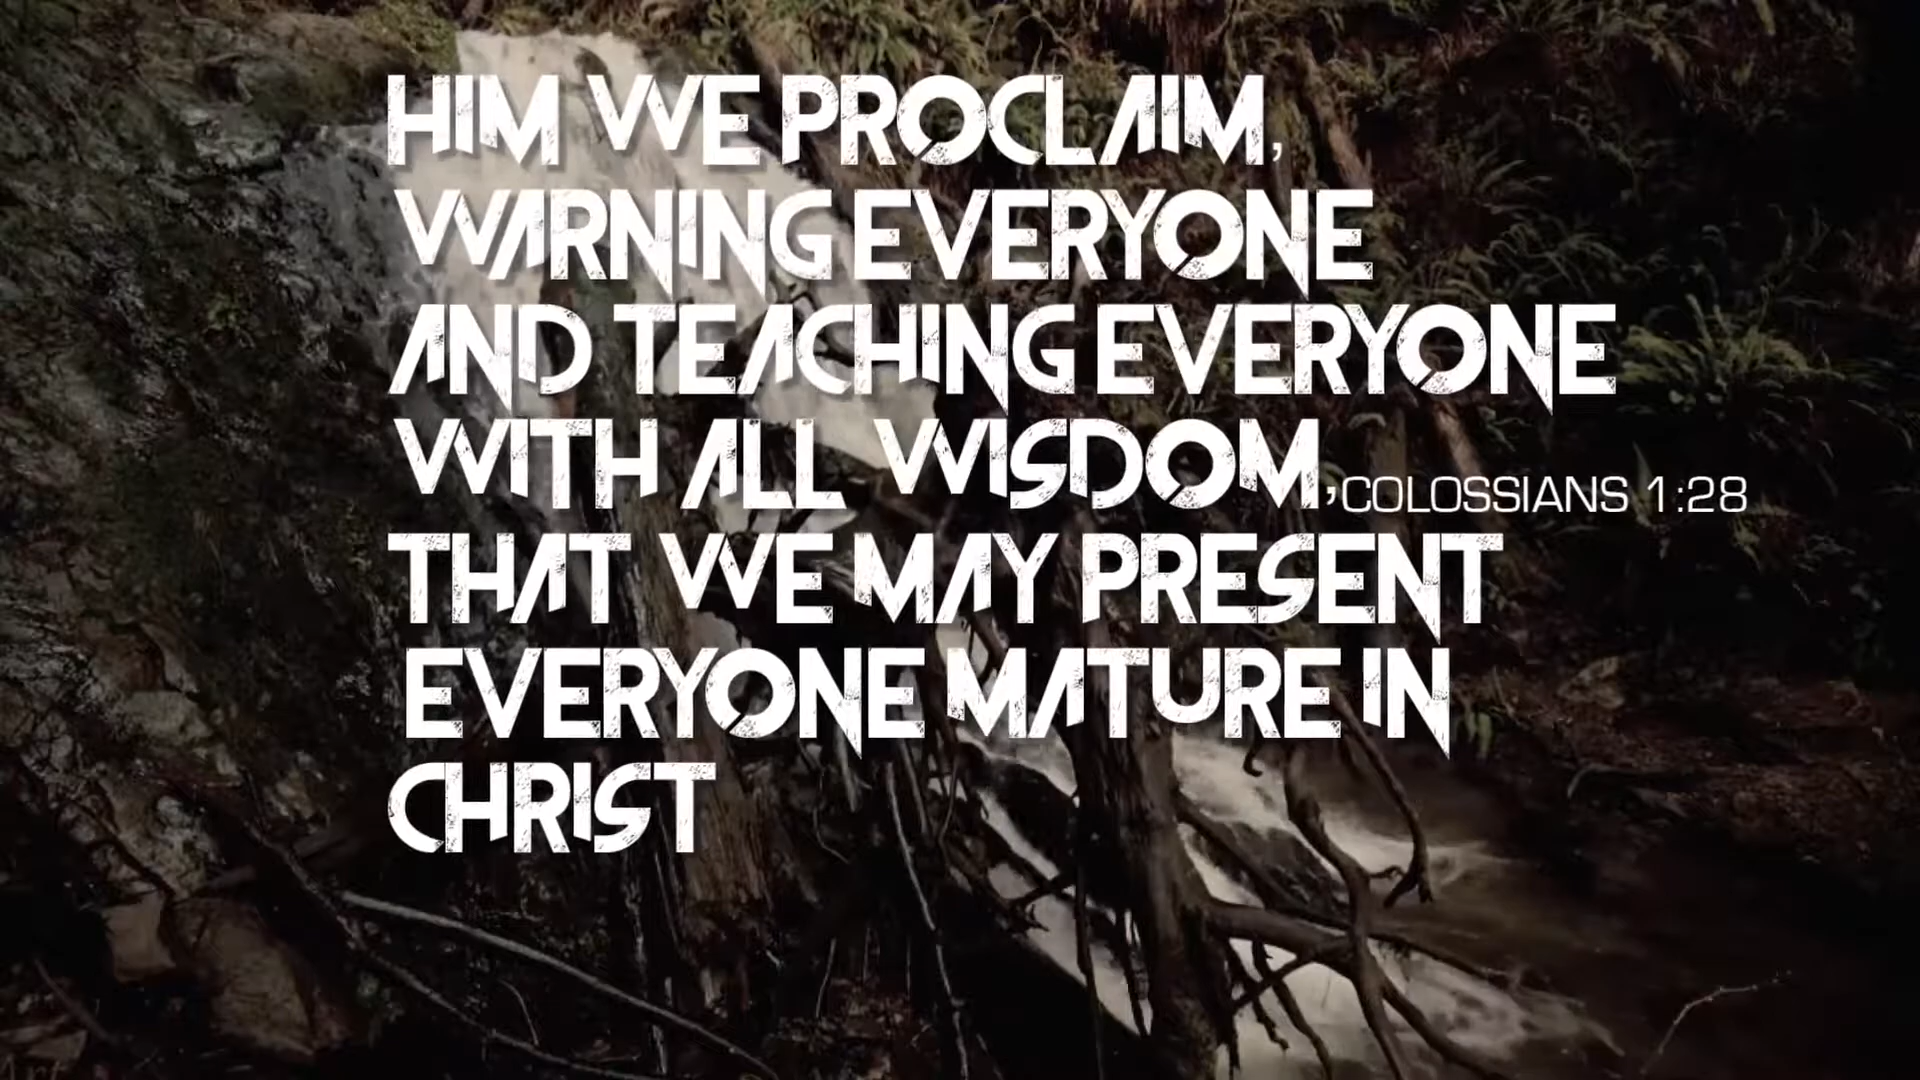 HIM WE PROCLAIM,
WARNING EVERYONE
AND TEACHING EVERYONE
WITH ALL WISDOM,
COLOSSIANS 1:28
THAT WE MAY PRESENT
EVERYONE MATURE IN
CHRIST